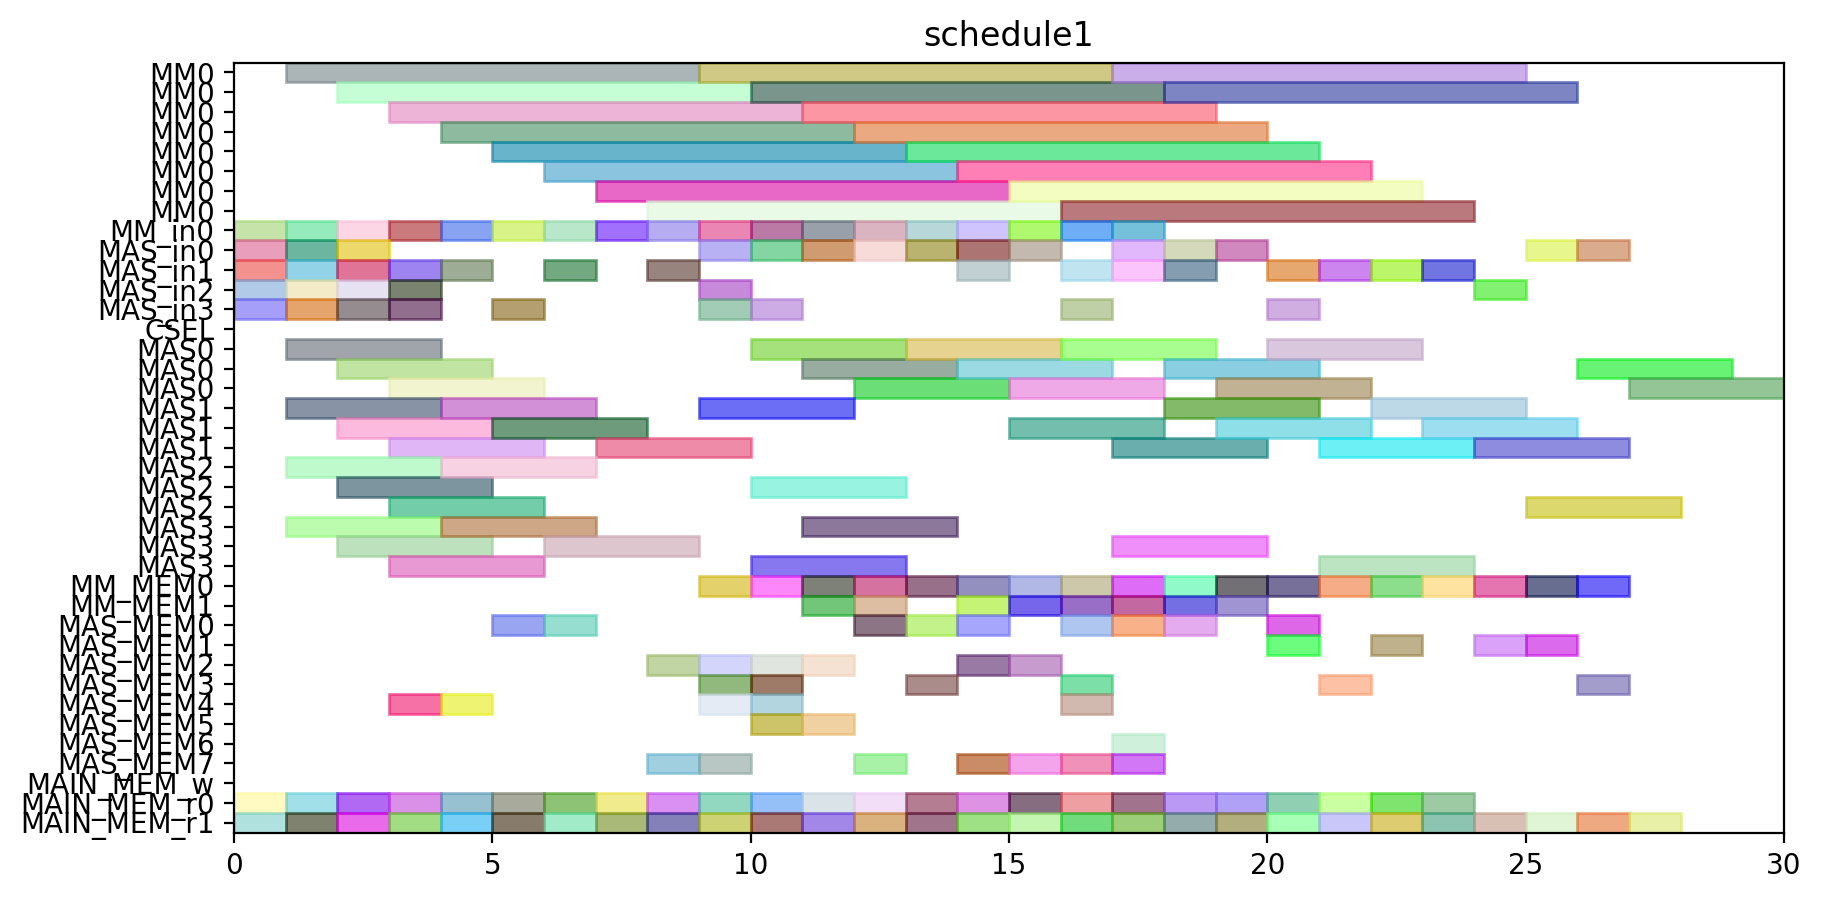 schedule1
MM0
MM0
MM0
MM0
MM0
MM0
MM0
MM0
MM_in0
MAS_in0
MAS_in1
MAS_in2
MAS_in3
CSEL
MAS0
MAS0
MAS0
MAS1
MAS1
MAS1
MAS2
MAS2
MAS2
MAS3
MAS3
MAS3
MM_MEM0
MM_MEM1
MAS_MEM0
MAS_MEM1
MAS_MEM2
MAS_MEM3
MAS_MEM4
MAS_MEM5
MAS_MEM6
MAS_MEM7
MAIN_MEM_w
MAIN_MEM_r0
MAIN_MEM_r1
0 5 10 15 20 25 30